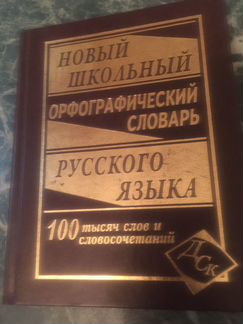 НОВЫЙ
ШКОЛЬНЫЙ
ОРФОГРАФИЧЕСКИЙ
СЛОВАРЬ
РУССКОГО
ЯЗЫКА
100 тысяч слов и
словосочетаний
ДСК